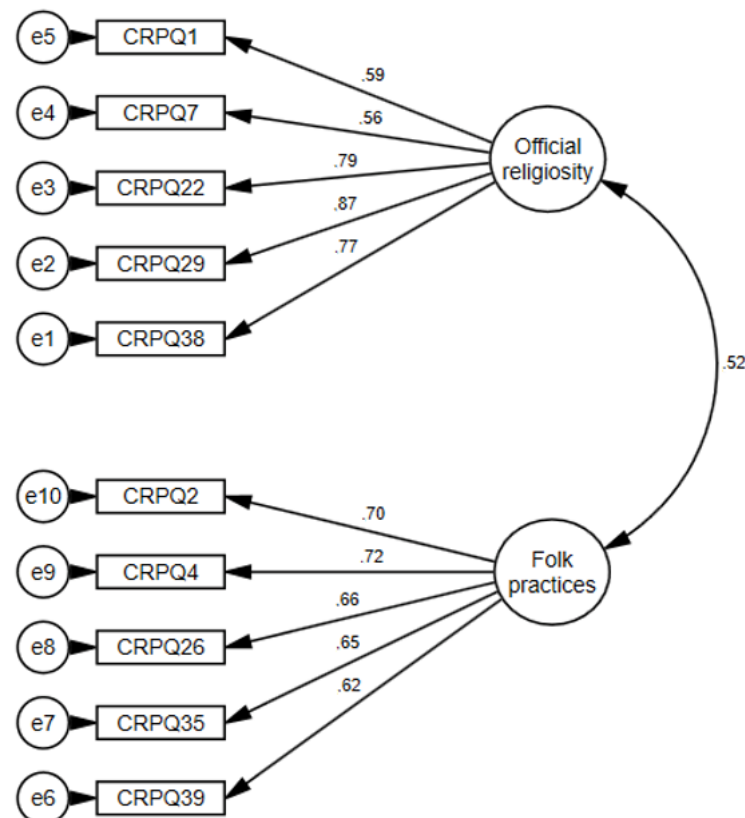 e5 CRPQ1
.59
e4 CRPQ7
.56
Official
religiosity
.79
e3 CRPQ22
.87
e2 CRPQ29
.77
e1 CRPQ38
.52
e10 CRPQ2
.70
.72
e9 CRPQ4
Folk
practices
.66
e8 CRPQ26
.65
.62
e7 CRPQ35
e6 CRPQ39